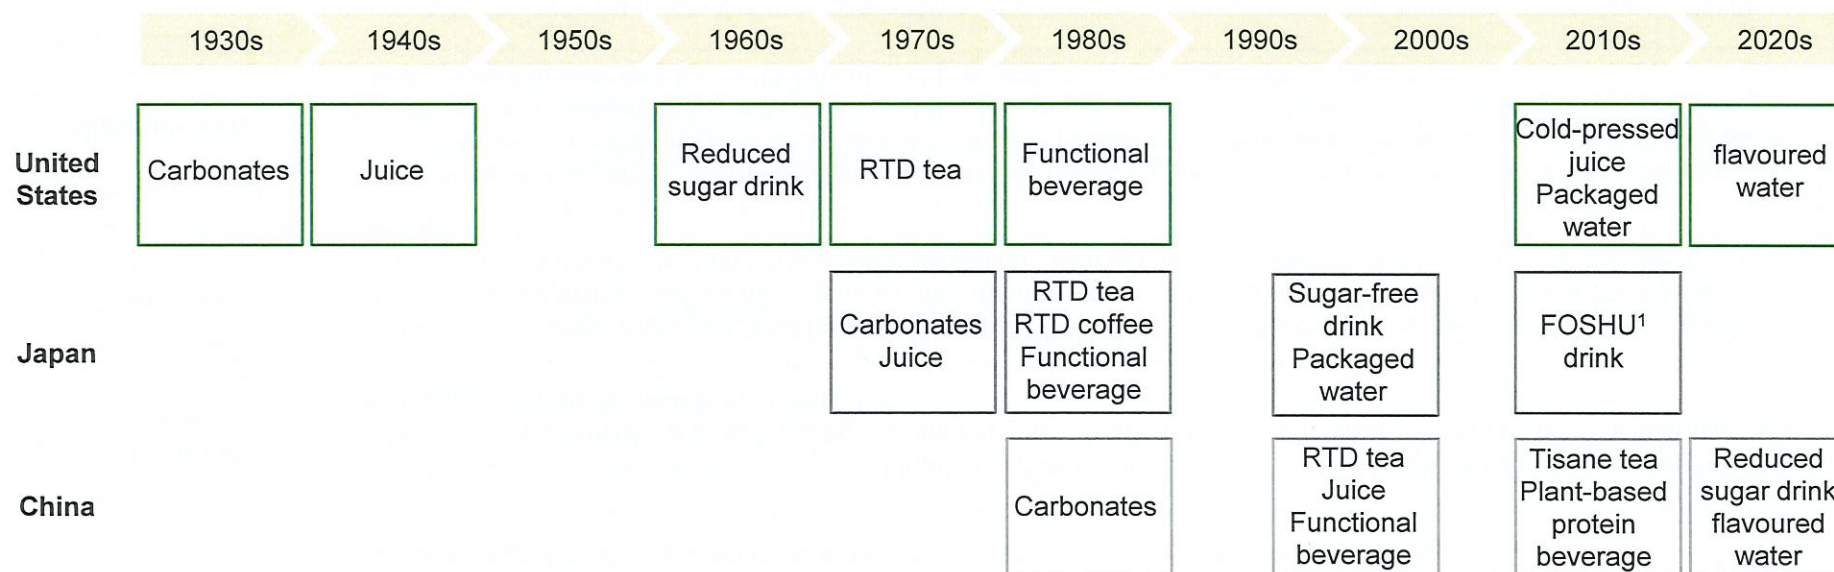 1930s 1940s 1950s 1960s 1970s 1980s 1990s 2000s 2010s 2020s
United
States
Carbonates
Juice
Reduced
sugar drink
RTD tea
Functional
beverage
Cold-pressed
juice
Packaged
water
flavoured
water
Japan
Carbonates
Juice
RTD tea
RTD coffee
Functional
beverage
Sugar-free
drink
Packaged
water
FOSHU¹
drink
China
Carbonates
RTD tea
Juice
Functional
beverage
Tisane tea
Plant-based
protein
beverage
Reduced
sugar drink
flavoured
water